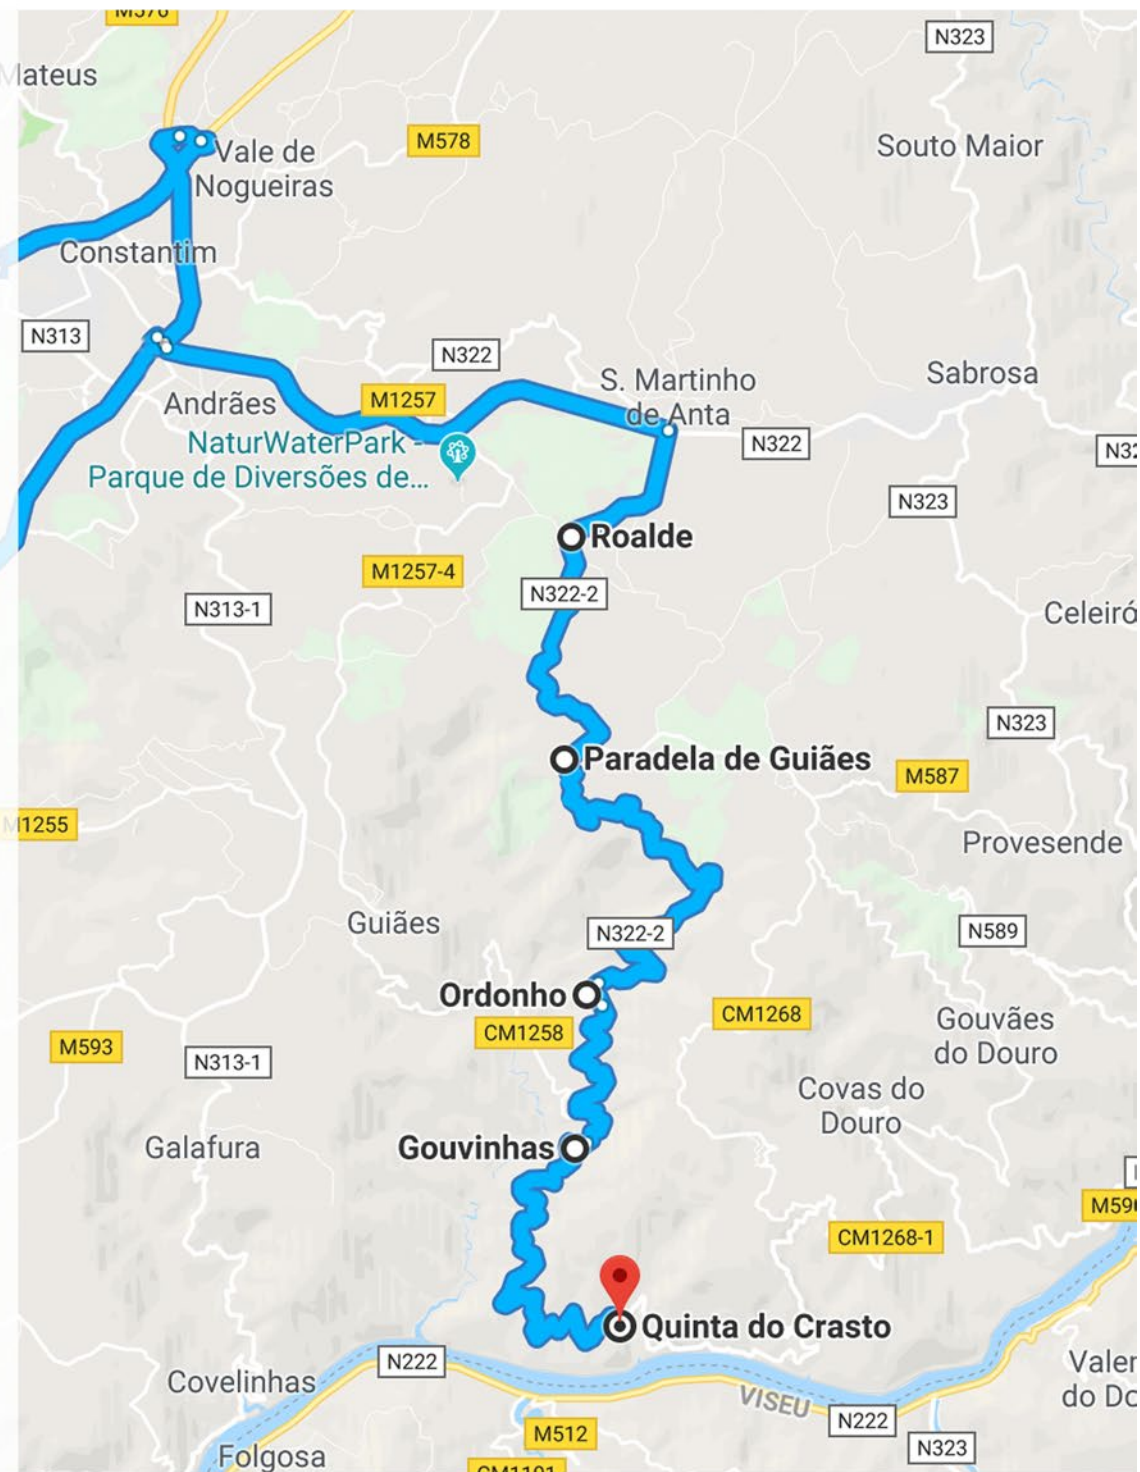 M576
N323
Mateus
M578
Souto Maior
Vale de
Nogueiras
Constantim
N313
N322
S. Martinho
de Anta
Sabrosa
M1257
Andrães
NaturWaterPark -
Parque de Diversões de...
N322
N323
Roalde
M1257-4
N322-2
N313-1
Celeiró
N323
Paradela de Guiães
M587
M1255
Provesende
Guiães
N322-2
N589
Ordonho
CM1258
CM1268
Gouvães
do Douro
M593
N313-1
Covas do
Douro
Gouvinhas
Galafura
CM1268-1
Quinta do Crasto
N222
Covelinhas
VISEU
N222
M512
N323
Folgosa